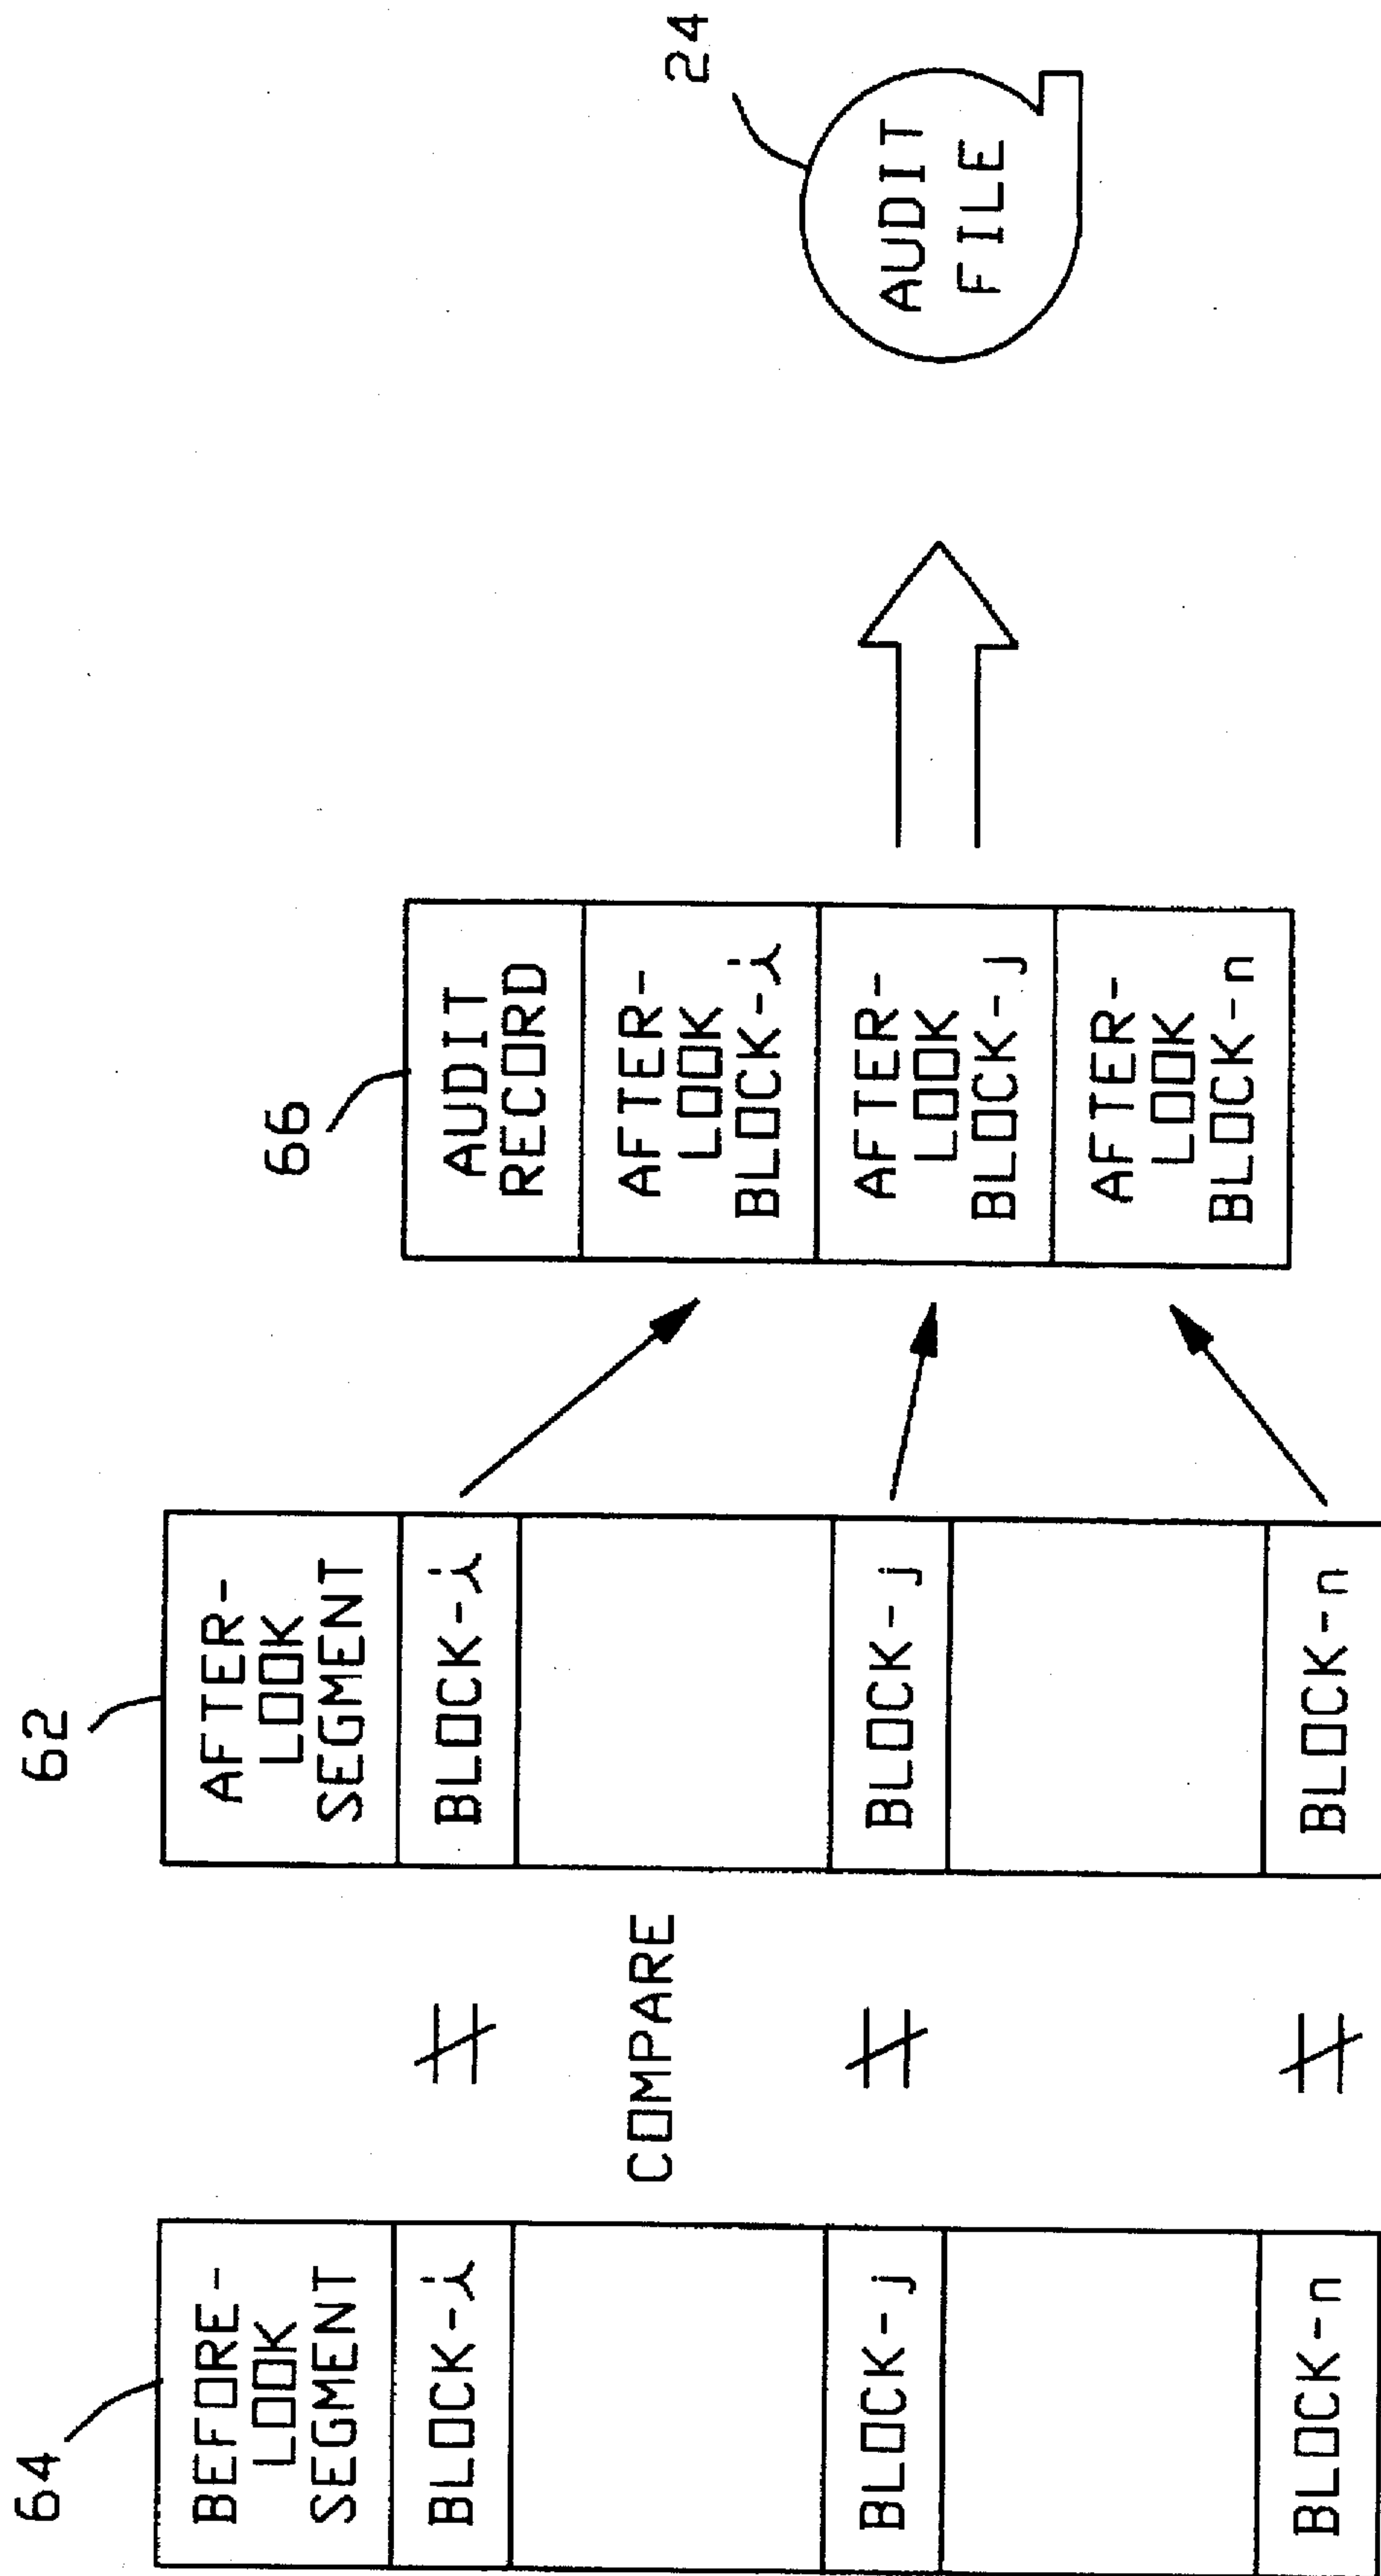 64
BEFORE-
LOOK
SEGMENT
BLOCK-i
BLOCK-j
BLOCK-n
≠
COMPARE
≠
≠
62
AFTER-
LOOK
SEGMENT
BLOCK-i
BLOCK-j
BLOCK-n
66
AUDIT
RECORD
AFTER-
LOOK
BLOCK-i
AFTER-
LOOK
BLOCK-j
AFTER-
LOOK
BLOCK-n
24
AUDIT
FILE